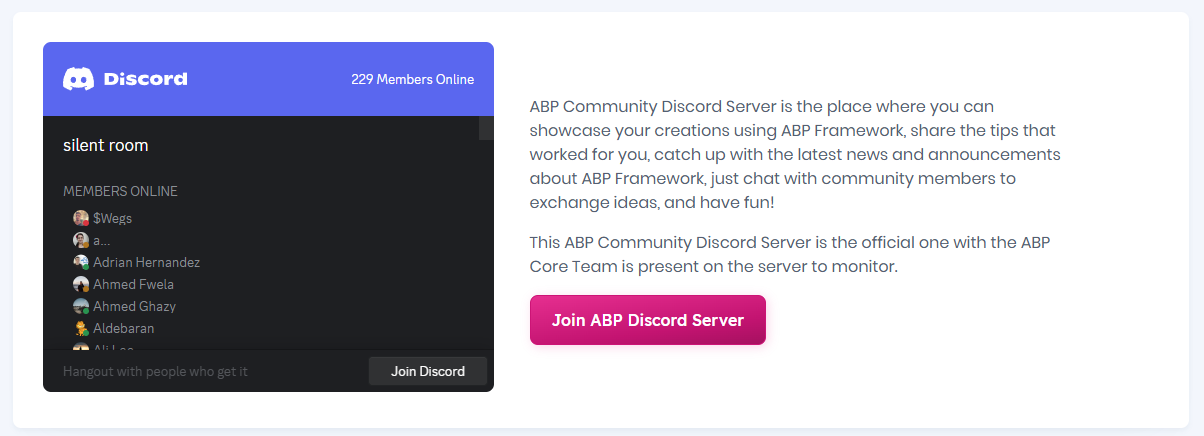 Discord
229 Members Online
silent room
MEMBERS ONLINE
$Wegs
a...
Adrian Hernandez
Ahmed Fwela
Ahmed Ghazy
Aldebaran
Hangout with people who get it
Join Discord
ABP Community Discord Server is the place where you can
showcase your creations using ABP Framework, share the tips that
worked for you, catch up with the latest news and announcements
about ABP Framework, just chat with community members to
exchange ideas, and have fun!
This ABP Community Discord Server is the official one with the ABP
Core Team is present on the server to monitor.
Join ABP Discord Server